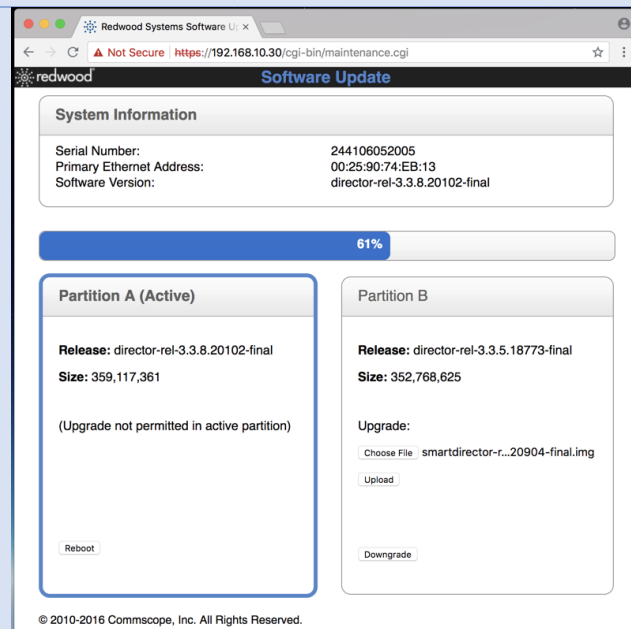 Redwood Systems Software U
Not Secure https://192.168.10.30/cgi-bin/maintenance.cgi
redwood Software Update
System Information
Serial Number: 244106052005
Primary Ethernet Address: 00:25:90:74:EB:13
Software Version: director-rel-3.3.8.20102-final
61%
Partition A (Active)
Release: director-rel-3.3.8.20102-final
Size: 359,117,361
(Upgrade not permitted in active partition)
Reboot
Partition B
Release: director-rel-3.3.5.18773-final
Size: 352,768,625
Upgrade:
Choose File smartdirector-r...20904-final.img
Upload
Downgrade
© 2010-2016 Commscope, Inc. All Rights Reserved.